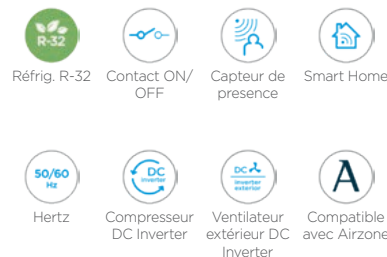 R-32
Réfrig. R-32
Contact ON/
OFF
Capteur de
presence
Smart Home
50/60
Hz
DC
Inverter
DC
inverter
exterior
A
Hertz
Compresseur
DC Inverter
Ventilateur
extérieur DC
Inverter
Compatible
avec Airzone